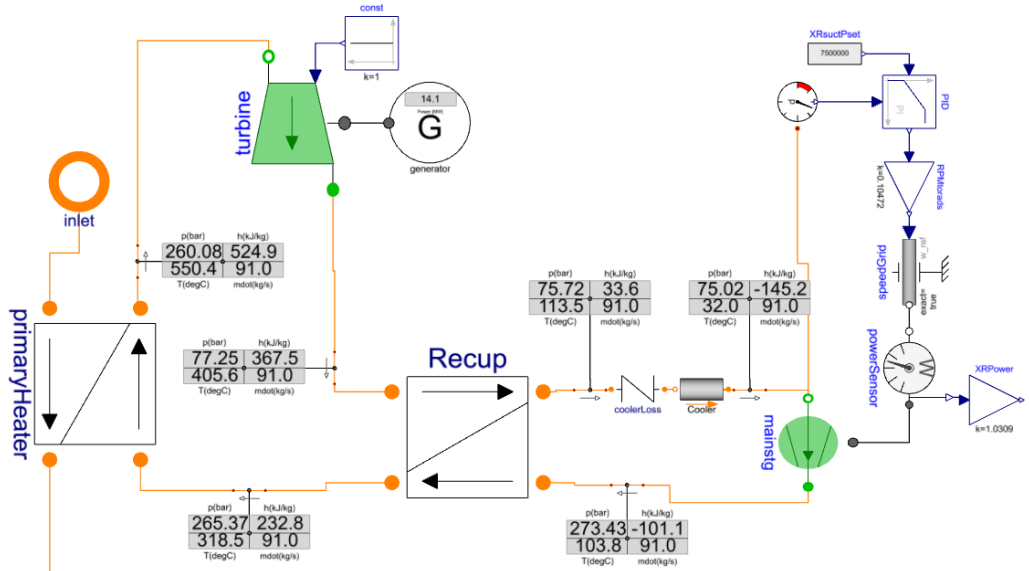 const
k=1
turbine
14.1
Power [MW]
G
generator
inlet
p(bar) h(kJ/kg)
260.08 524.9
550.4 91.0
T(degC) mdot(kg/s)
primaryHeater
p(bar) h(kJ/kg)
77.25 367.5
405.6 91.0
T(degC) mdot(kg/s)
Recup
p(bar) h(kJ/kg)
75.72 33.6
113.5 91.0
T(degC) mdot(kg/s)
p(bar) h(kJ/kg)
75.02 -145.2
32.0 91.0
T(degC) mdot(kg/s)
coolerLoss
Cooler
mainstg
p(bar) h(kJ/kg)
265.37 232.8
318.5 91.0
T(degC) mdot(kg/s)
p(bar) h(kJ/kg)
273.43 -101.1
103.8 91.0
T(degC) mdot(kg/s)
XRsuctPset
7500000
p
PI
PID
RPMtorads
k=0.10472
w_ref
speedGrid
exact=
true
W
powerSensor
XRPower
k=1.0309